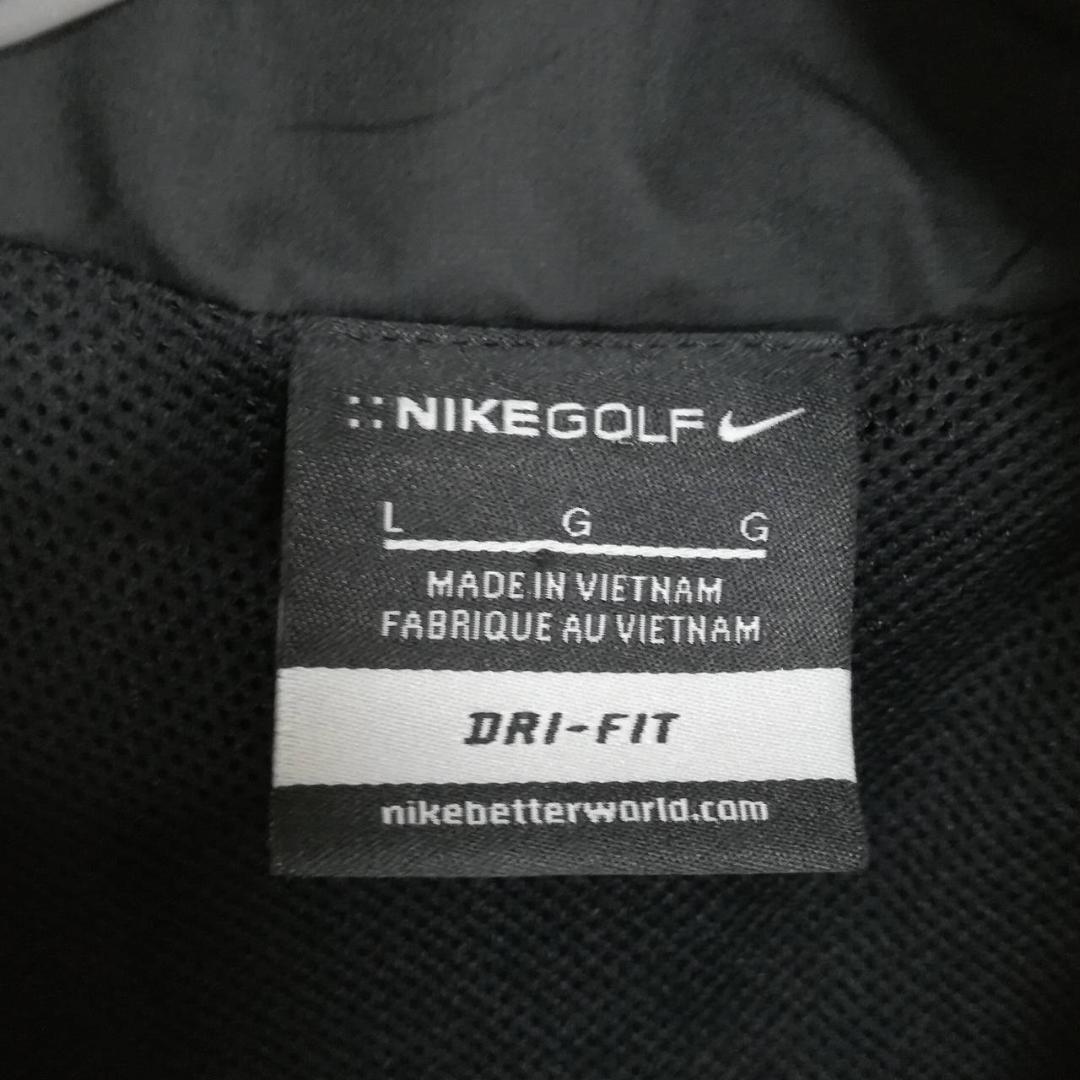 NIKEGOLF
L G G
MADE IN VIETNAM
FABRIQUE AU VIETNAM
DRI-FIT
nikebetterworld.com